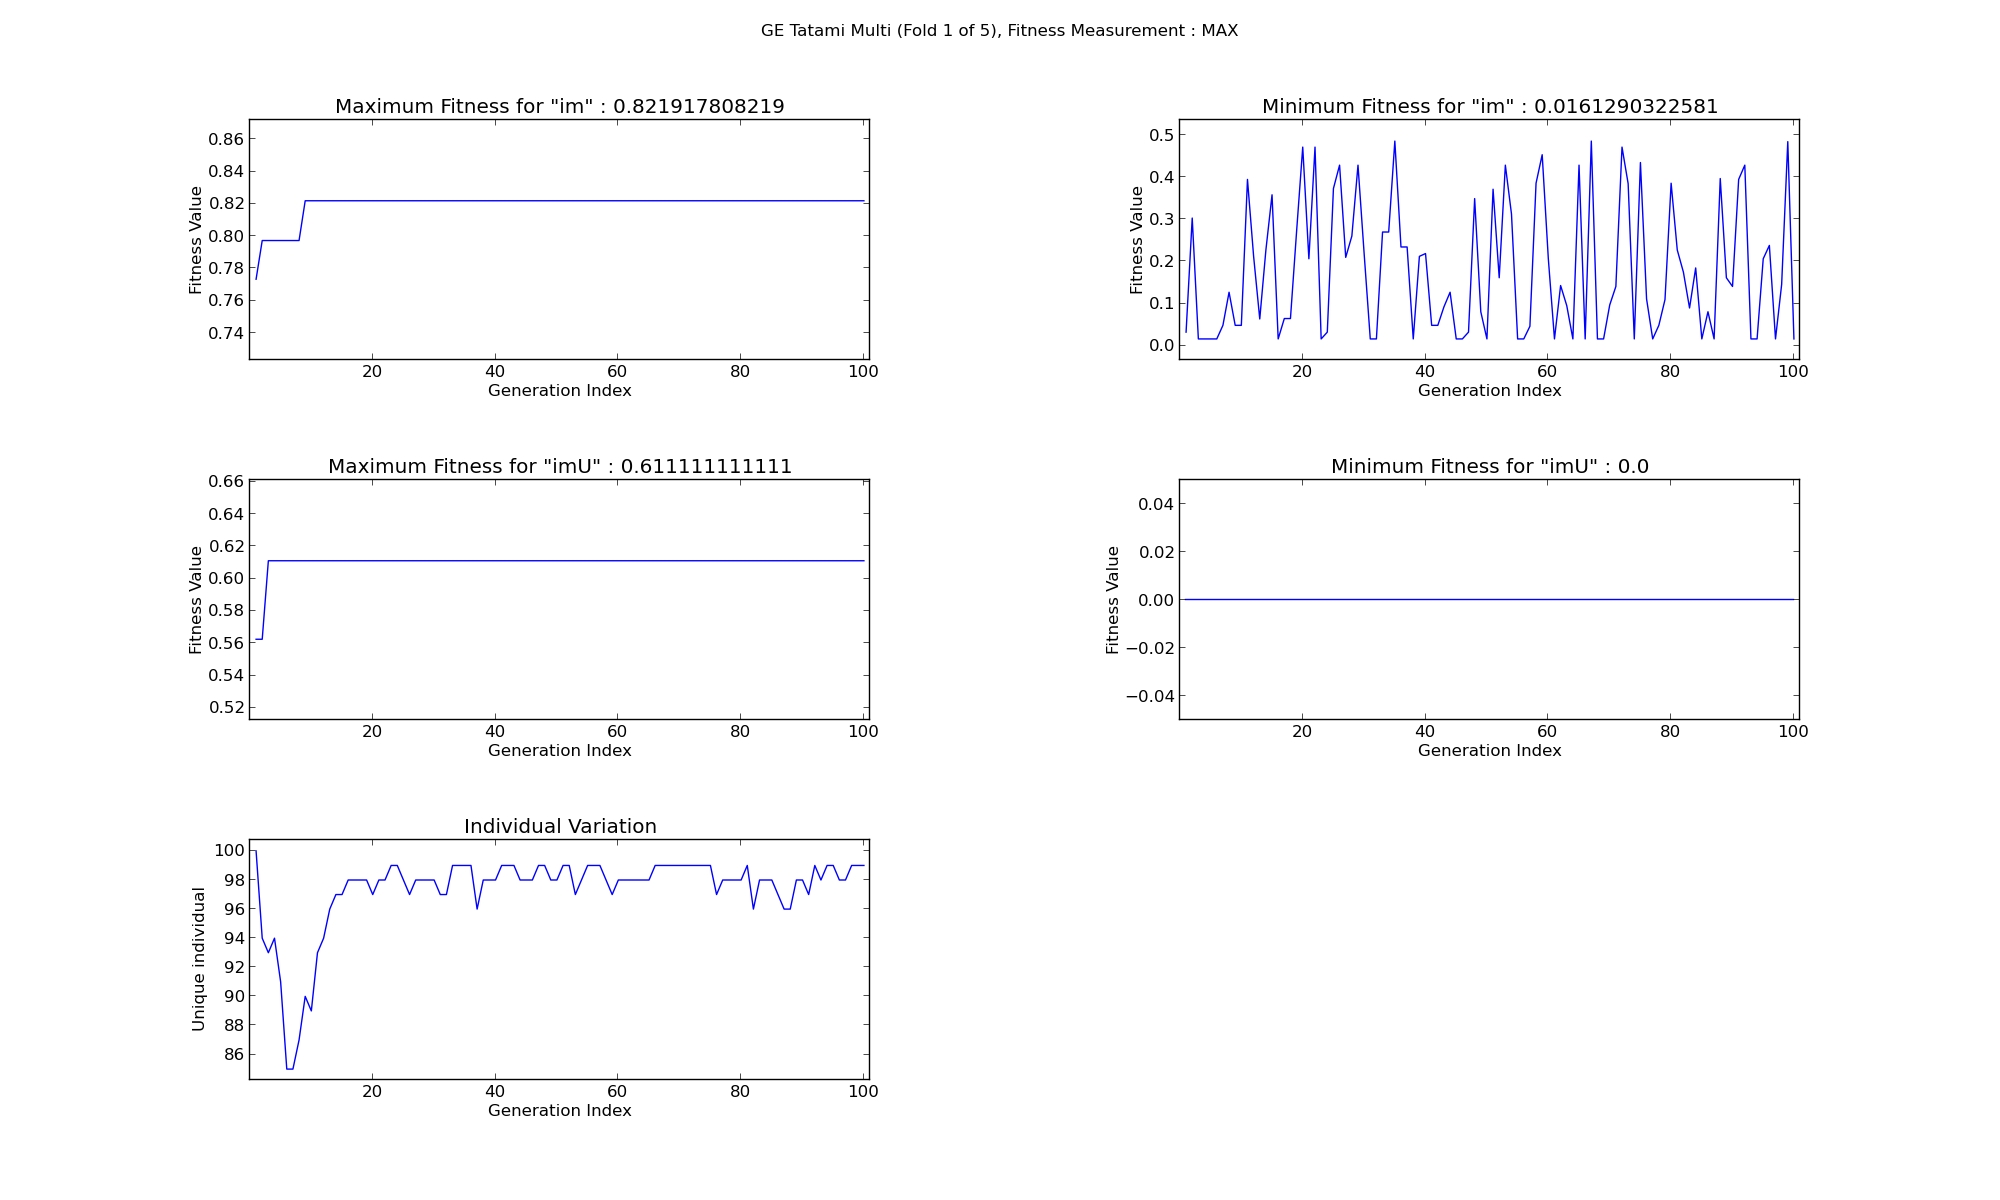 GE Tatami Multi (Fold 1 of 5), Fitness Measurement : MAX
Maximum Fitness for "im" : 0.821917808219
0.86
0.84
0.82
0.80
0.78
0.76
0.74
Fitness Value
20 40 60 80 100
Generation Index
Minimum Fitness for "im" : 0.0161290322581
0.5
0.4
0.3
0.2
0.1
0.0
Fitness Value
20 40 60 80 100
Generation Index
Maximum Fitness for "imU" : 0.611111111111
0.66
0.64
0.62
0.60
0.58
0.56
0.54
0.52
Fitness Value
20 40 60 80 100
Generation Index
Minimum Fitness for "imU" : 0.0
0.04
0.02
0.00
−0.02
−0.04
Fitness Value
20 40 60 80 100
Generation Index
Individual Variation
100
98
96
94
92
90
88
86
Unique individual
20 40 60 80 100
Generation Index